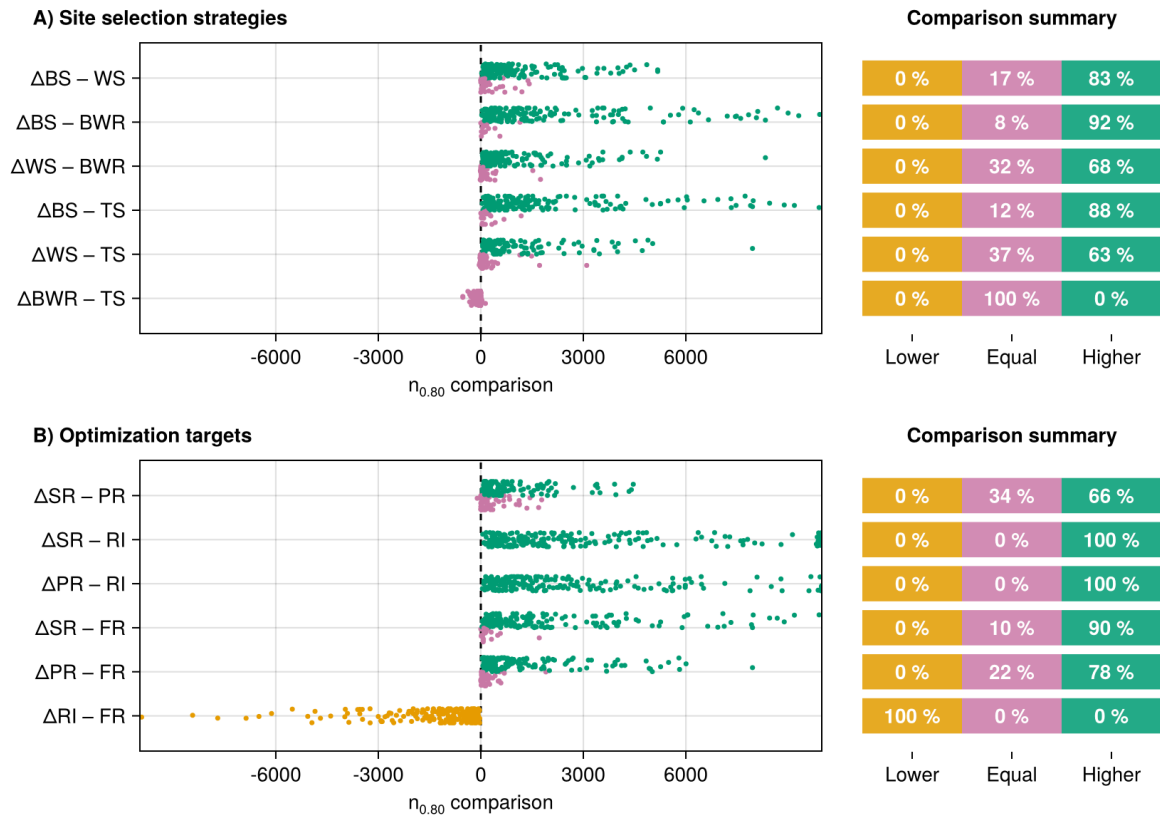 A) Site selection strategies
Comparison summary
ΔBS – WS 0 % 17 % 83 %
ΔBS – BWR 0 % 8 % 92 %
ΔWS – BWR 0 % 32 % 68 %
ΔBS – TS 0 % 12 % 88 %
ΔWS – TS 0 % 37 % 63 %
ΔBWR – TS 0 % 100 % 0 %
-6000 -3000 0 3000 6000 Lower Equal Higher
n0.80 comparison
B) Optimization targets
Comparison summary
ΔSR – PR 0 % 34 % 66 %
ΔSR – RI 0 % 0 % 100 %
ΔPR – RI 0 % 0 % 100 %
ΔSR – FR 0 % 10 % 90 %
ΔPR – FR 0 % 22 % 78 %
ΔRI – FR 100 % 0 % 0 %
-6000 -3000 0 3000 6000 Lower Equal Higher
n0.80 comparison